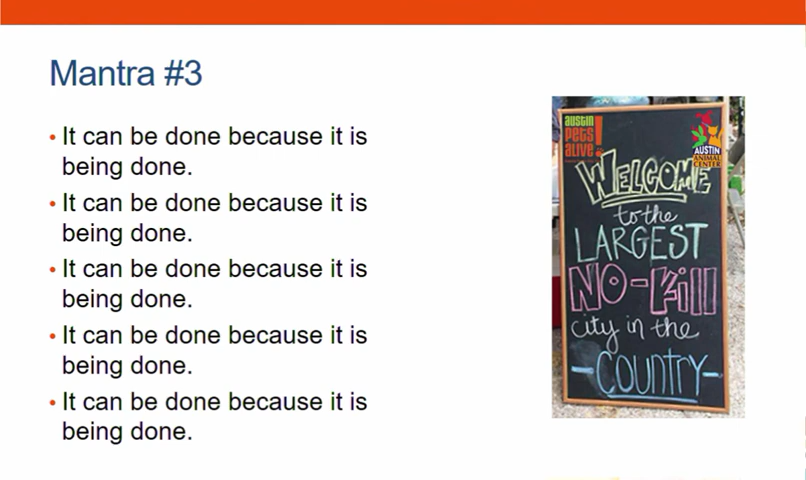 Mantra #3
• It can be done because it is
being done.
• It can be done because it is
being done.
• It can be done because it is
being done.
• It can be done because it is
being done.
• It can be done because it is
being done.
austin
pets
alive!
AUSTIN
ANIMAL
CENTER
WELCOME
to the
LARGEST
NO-Kill
city in the
-COUNTRY-